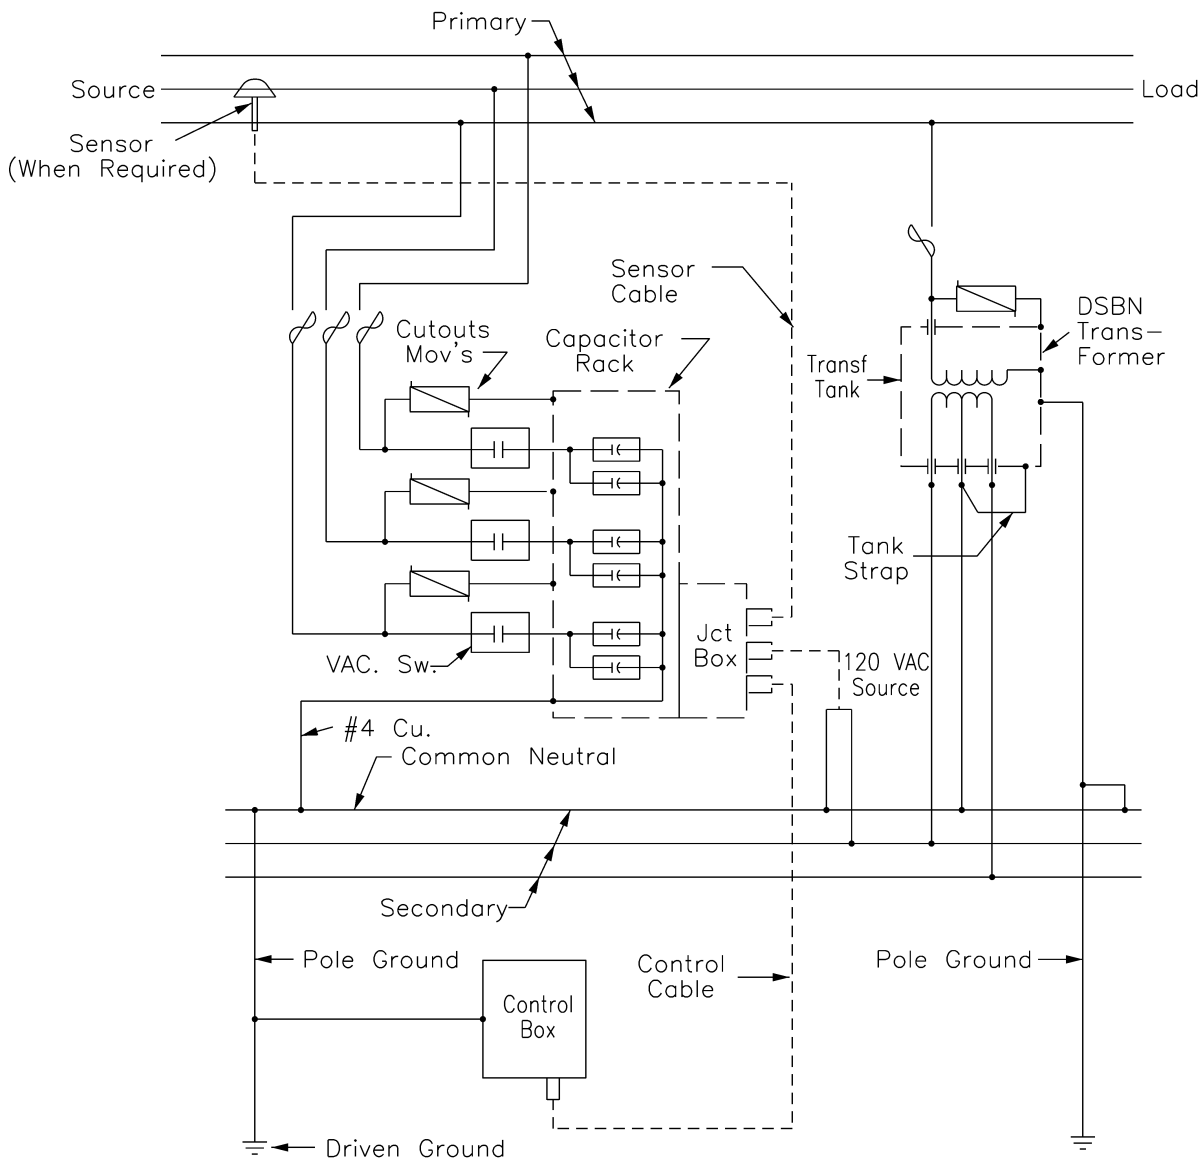 Primary
Source
Load
Sensor
(When Required)
Sensor
Cable
Cutouts
Mov's
Capacitor
Rack
DSBN
Trans-
Former
Transf
Tank
Tank
Strap
Jct
Box
VAC. Sw.
120 VAC
Source
#4 Cu.
Common Neutral
Secondary
Pole Ground
Control
Cable
Pole Ground
Control
Box
Driven Ground